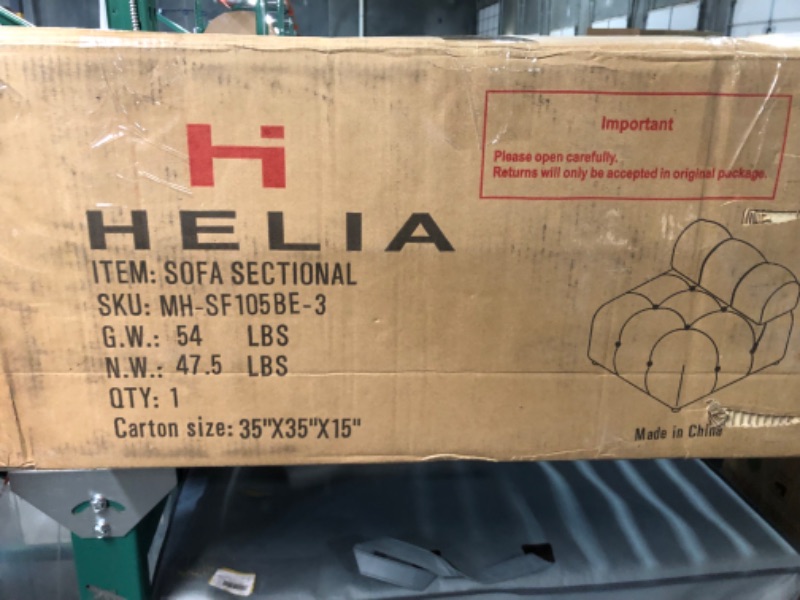 Important
Please open carefully.
Returns will only be accepted in original package.
HELIA
ITEM: SOFA SECTIONAL
SKU: MH-SF105BE-3
G.W.: 54 LBS
N.W.: 47.5 LBS
QTY: 1
Carton size: 35"X35"X15"
Made in China